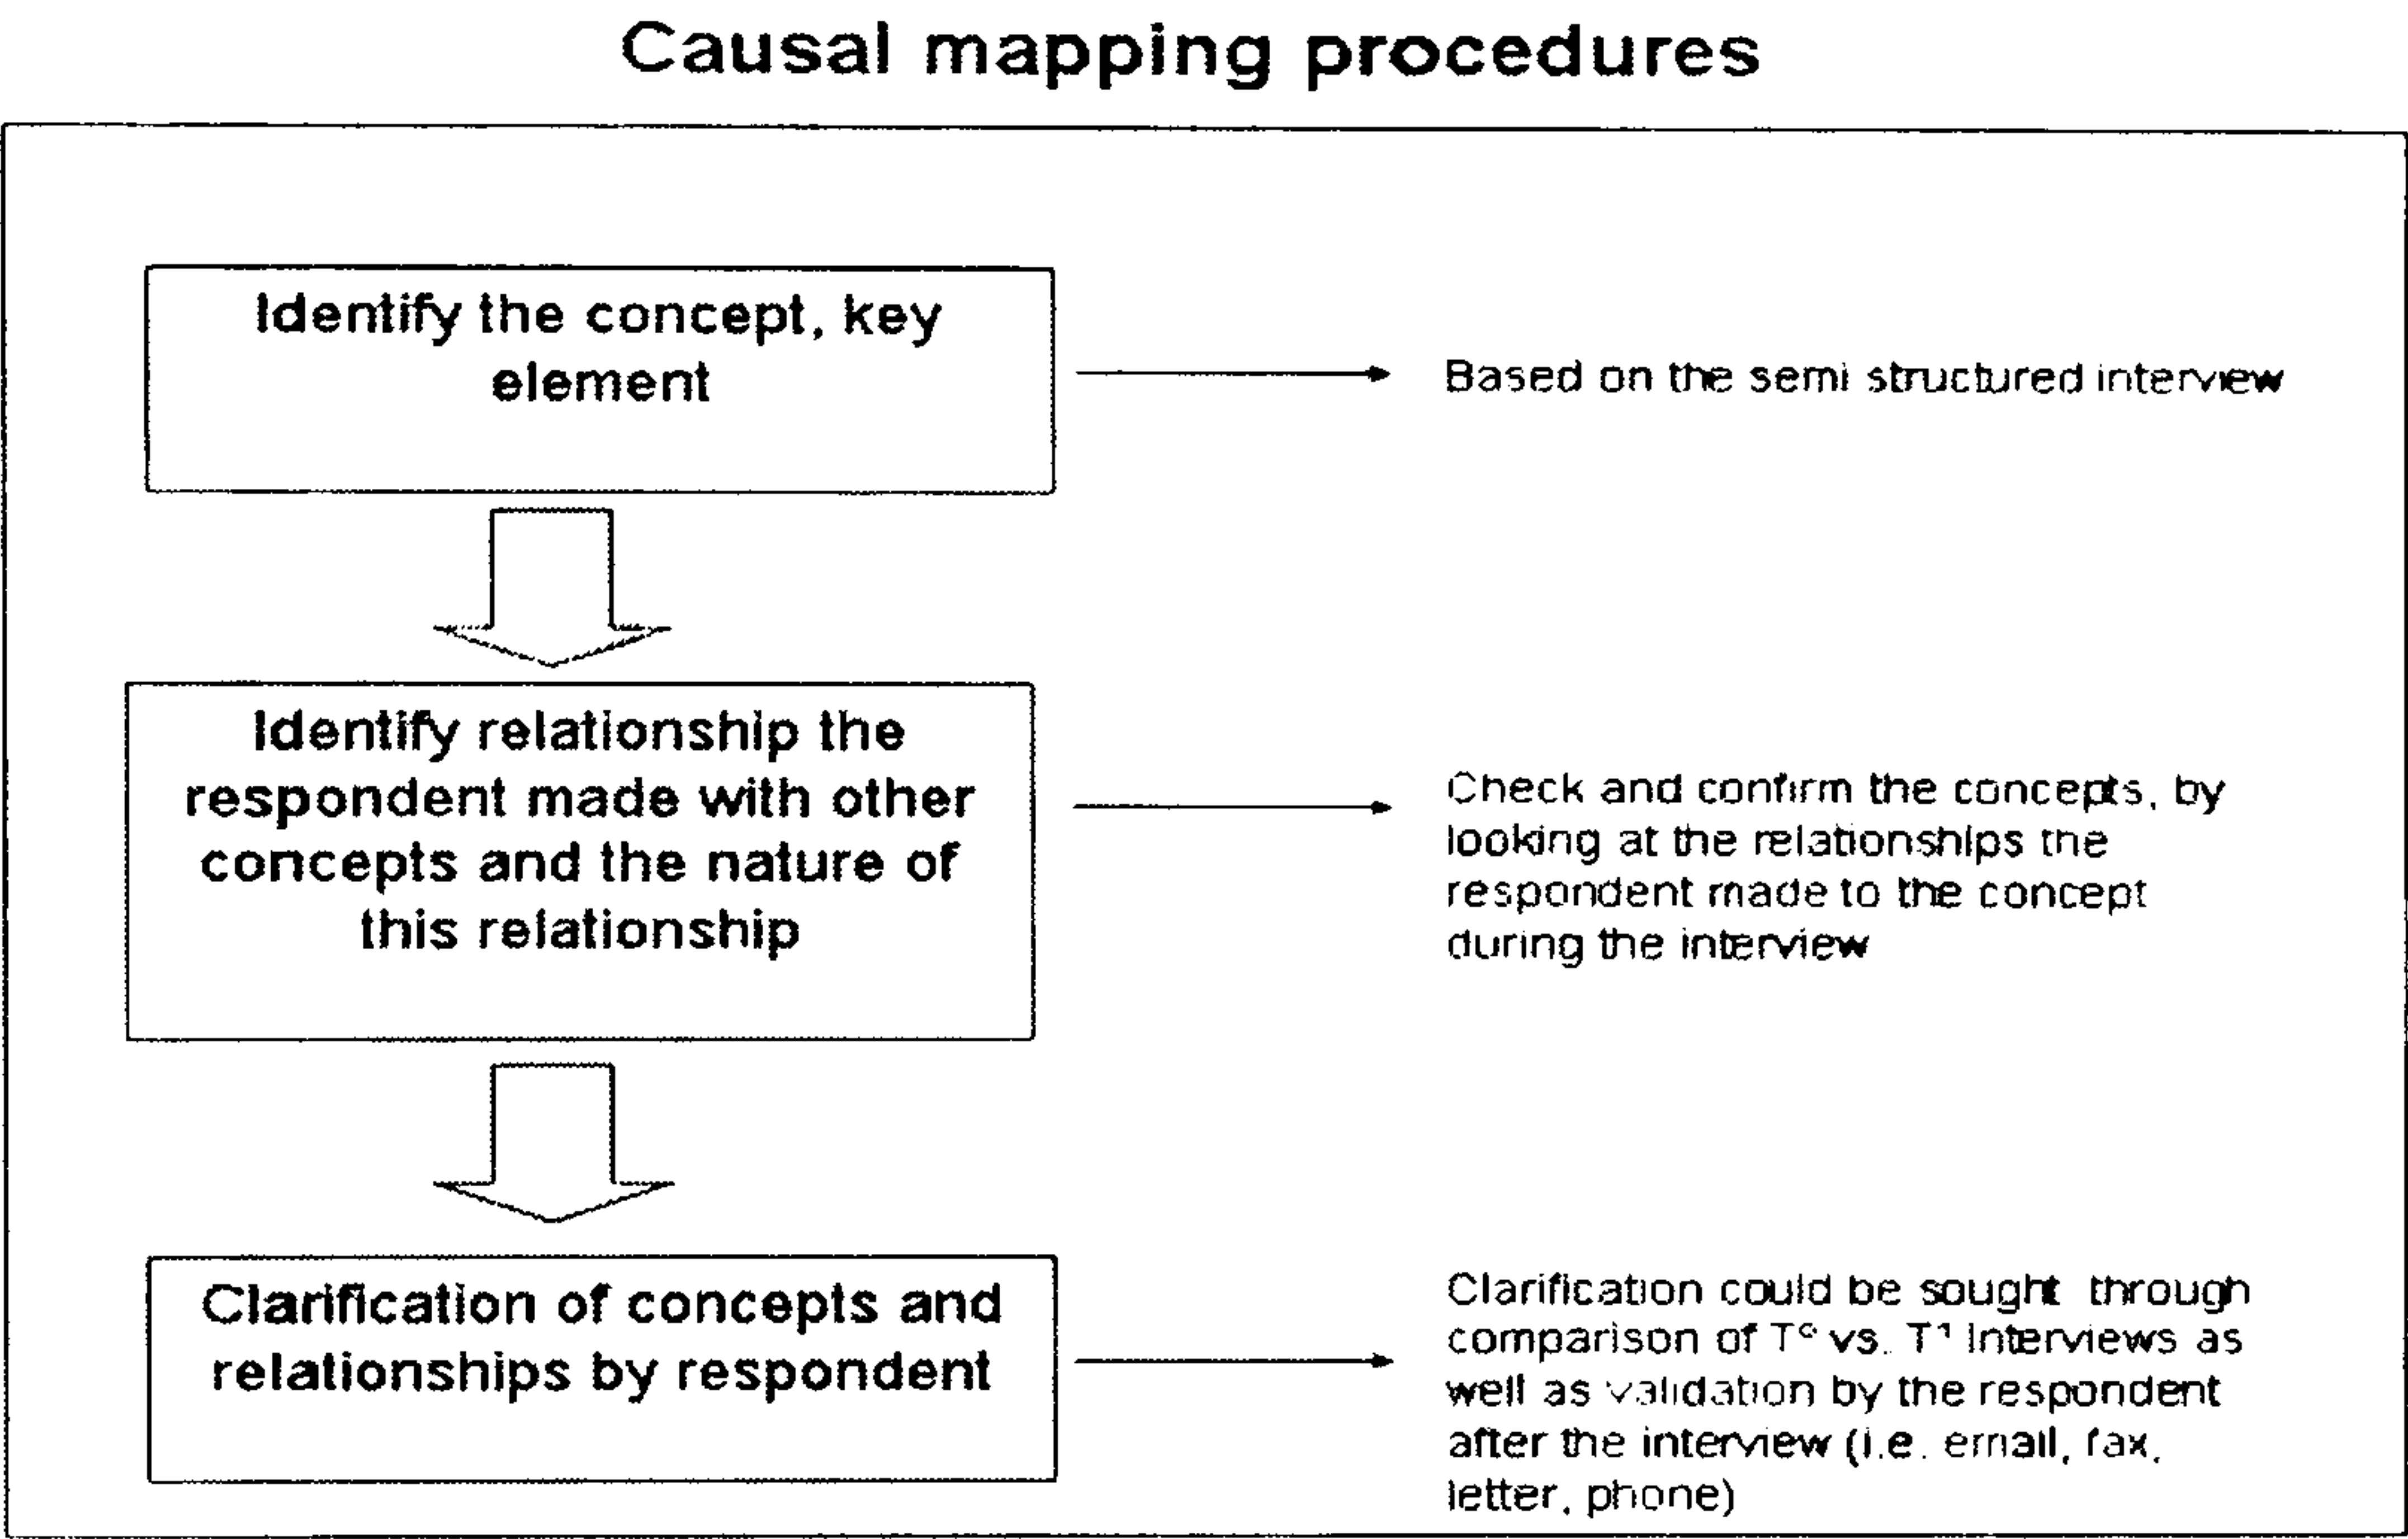 Causal mapping procedures
Identify the concept, key
element
Based on the semi structured interview
Identify relationship the
respondent made with other
concepts and the nature of
this relationship
Check and confirm the concepts, by
looking at the relationships the
respondent made to the concept
during the interview
Clarification of concepts and
relationships by respondent
Clarification could be sought through
comparison of T⁰ vs. T¹ Interviews as
well as validation by the respondent
after the interview (i.e. email, fax,
letter, phone)